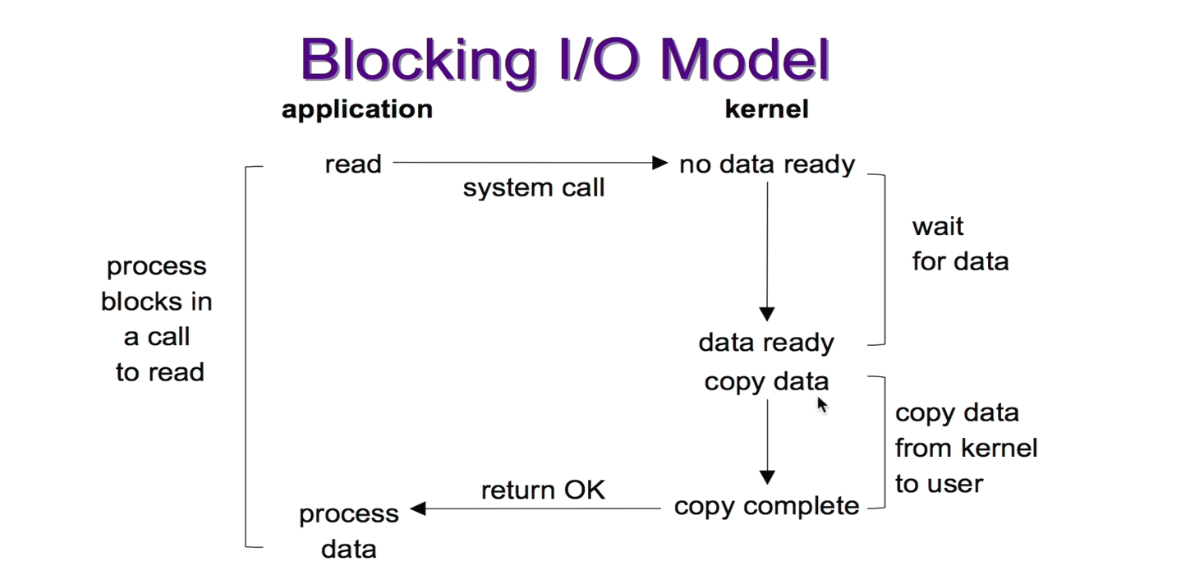 Blocking I/O Model
application
kernel
read
system call
no data ready
wait
for data
process
blocks in
a call
to read
data ready
copy data
copy data
from kernel
to user
return OK
copy complete
process
data